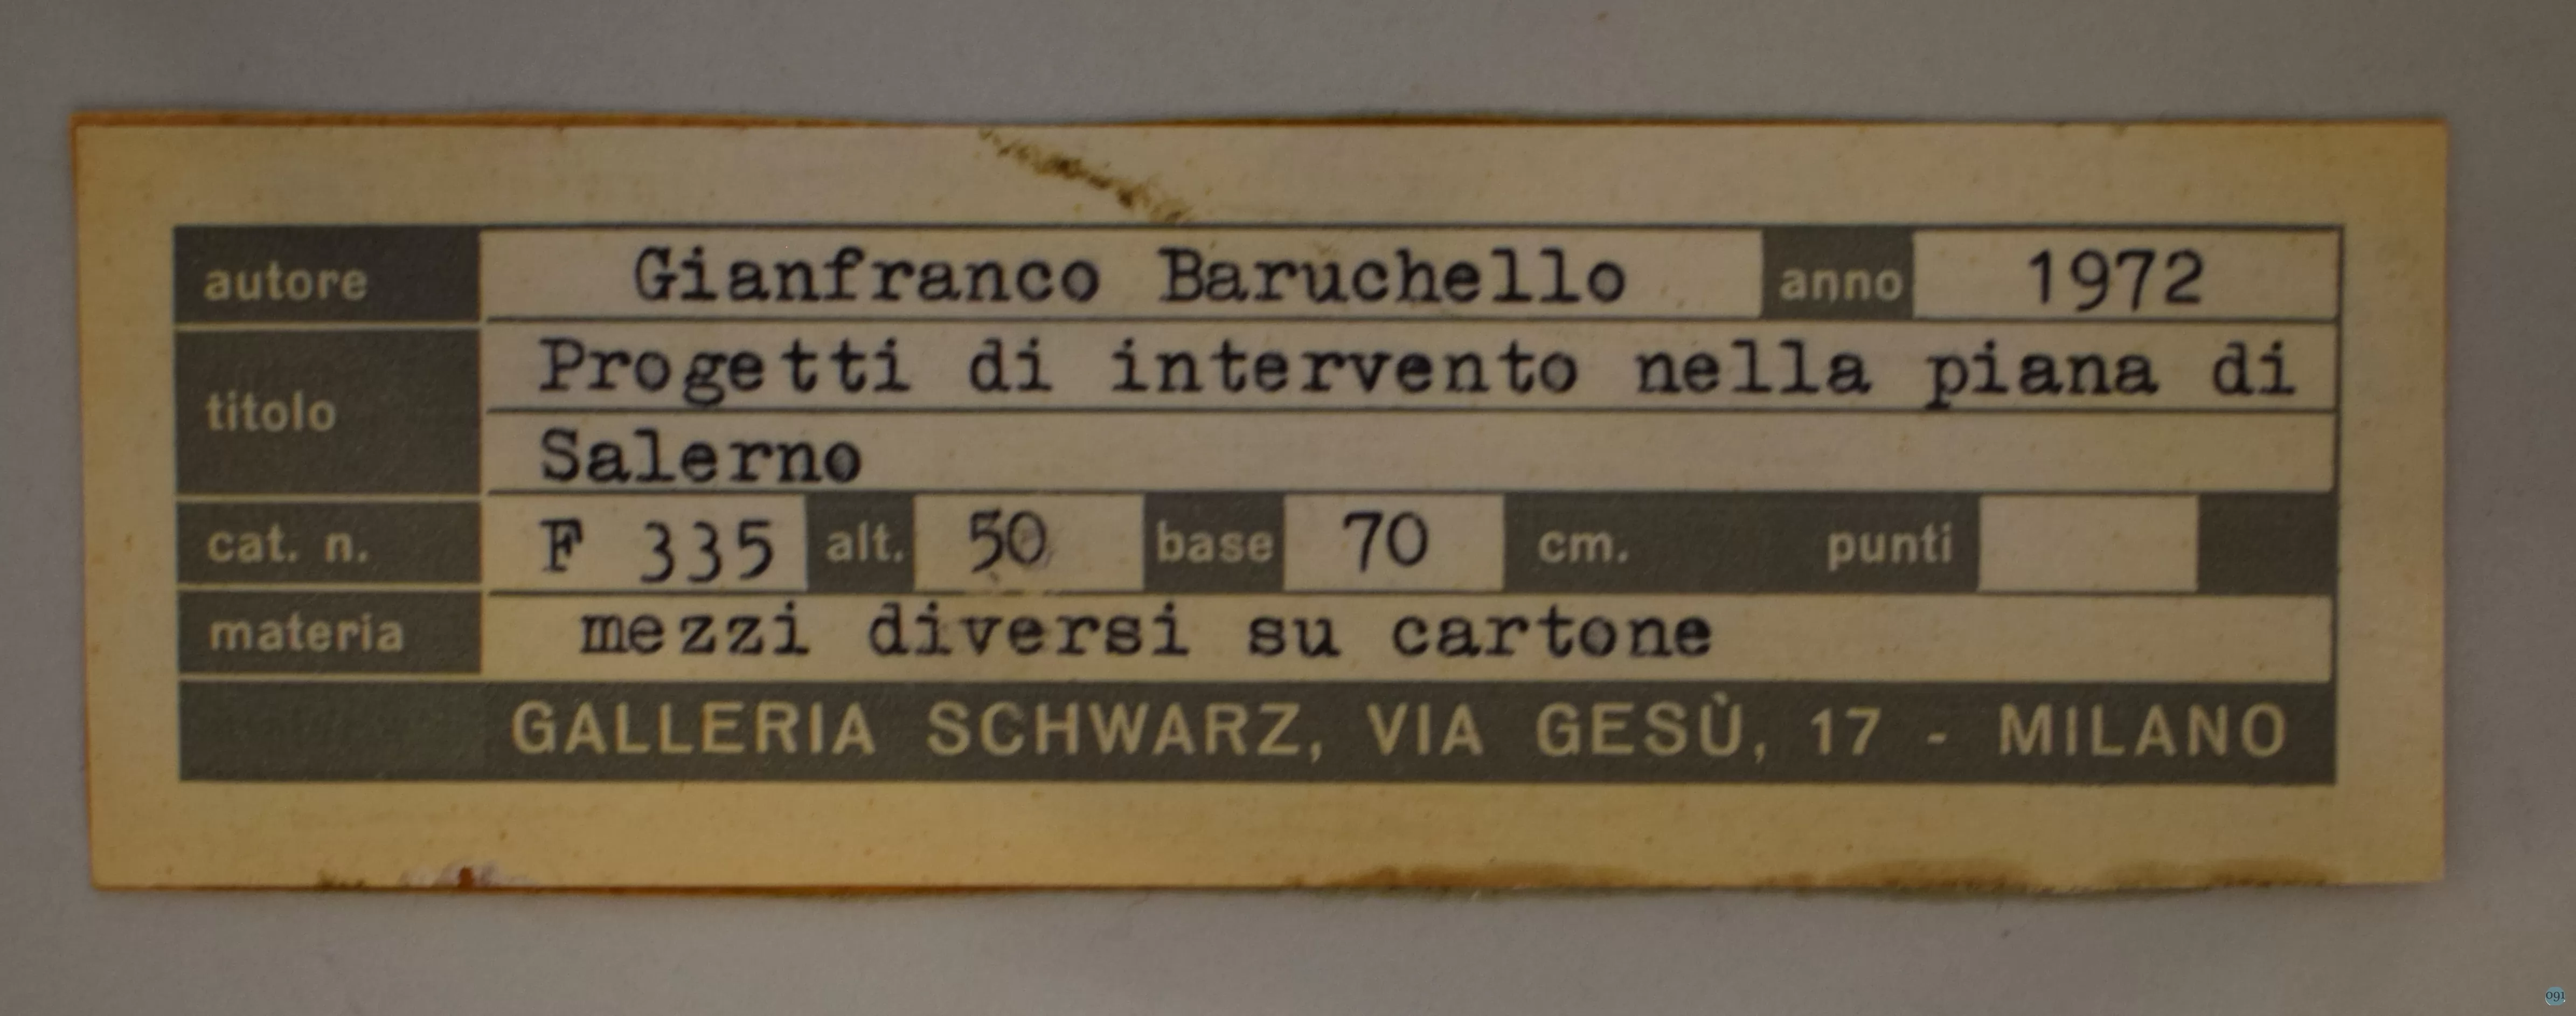 autore Gianfranco Baruchello anno 1972
titolo Progetti di intervento nella piana di
Salerno
cat. n. F 335 alt. 50 base 70 cm. punti
materia mezzi diversi su cartone
GALLERIA SCHWARZ, VIA GESÙ, 17 - MILANO
091